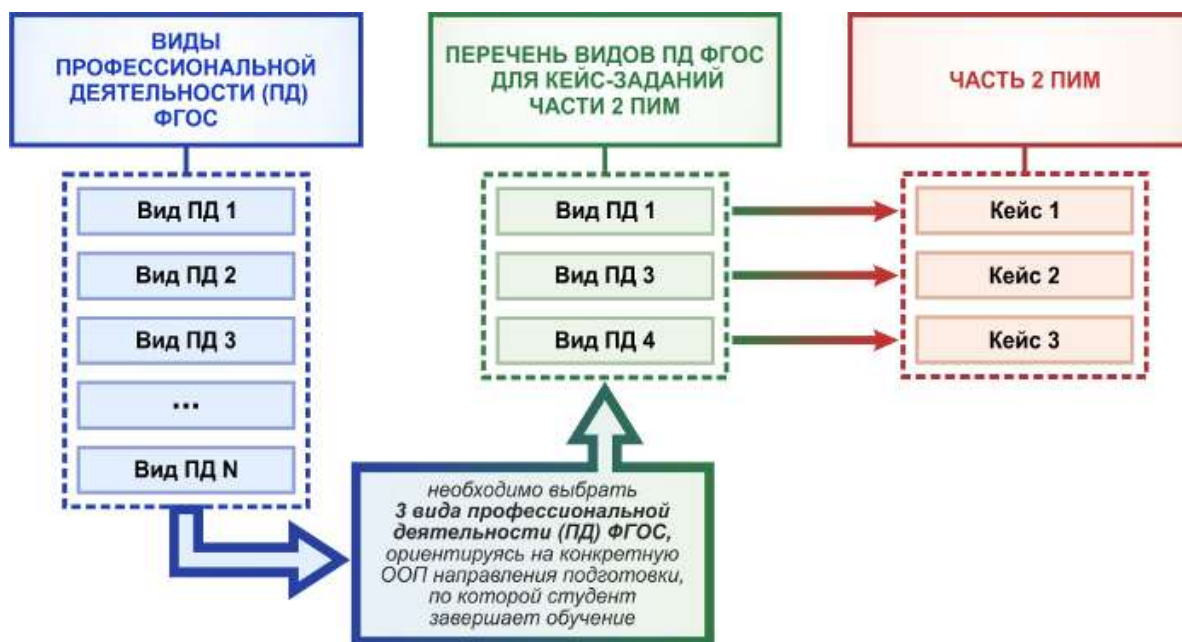 ВИДЫ
ПРОФЕССИОНАЛЬНОЙ
ДЕЯТЕЛЬНОСТИ (ПД)
ФГОС
Вид ПД 1
Вид ПД 2
Вид ПД 3
...
Вид ПД N
необходимо выбрать
3 вида профессиональной
деятельности (ПД) ФГОС,
ориентируясь на конкретную
ООП направления подготовки,
по которой студент
завершает обучение
ПЕРЕЧЕНЬ ВИДОВ ПД ФГОС
ДЛЯ КЕЙС-ЗАДАНИЙ
ЧАСТИ 2 ПИМ
Вид ПД 1
Вид ПД 3
Вид ПД 4
ЧАСТЬ 2 ПИМ
Кейс 1
Кейс 2
Кейс 3